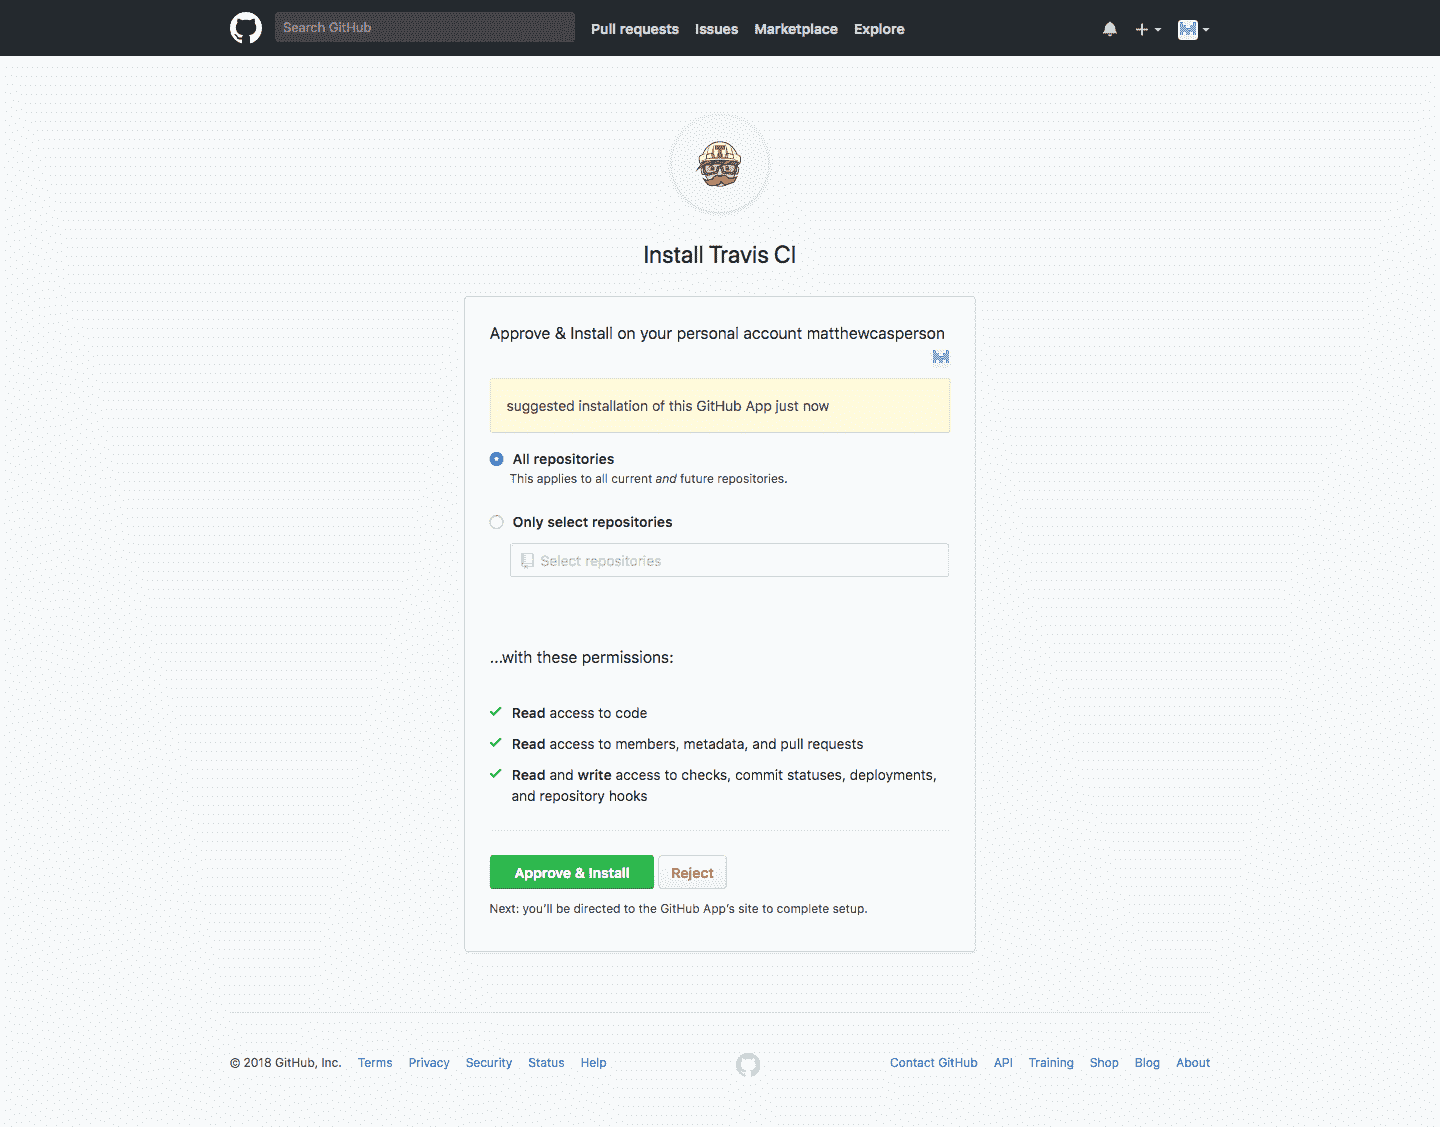 Search GitHub
Pull requests Issues Marketplace Explore
Install Travis CI
Approve & Install on your personal account matthewcasperson
suggested installation of this GitHub App just now
All repositories
This applies to all current and future repositories.
Only select repositories
Select repositories
...with these permissions:
Read access to code
Read access to members, metadata, and pull requests
Read and write access to checks, commit statuses, deployments,
and repository hooks
Approve & Install Reject
Next: you'll be directed to the GitHub App's site to complete setup.
© 2018 GitHub, Inc. Terms Privacy Security Status Help Contact GitHub API Training Shop Blog About